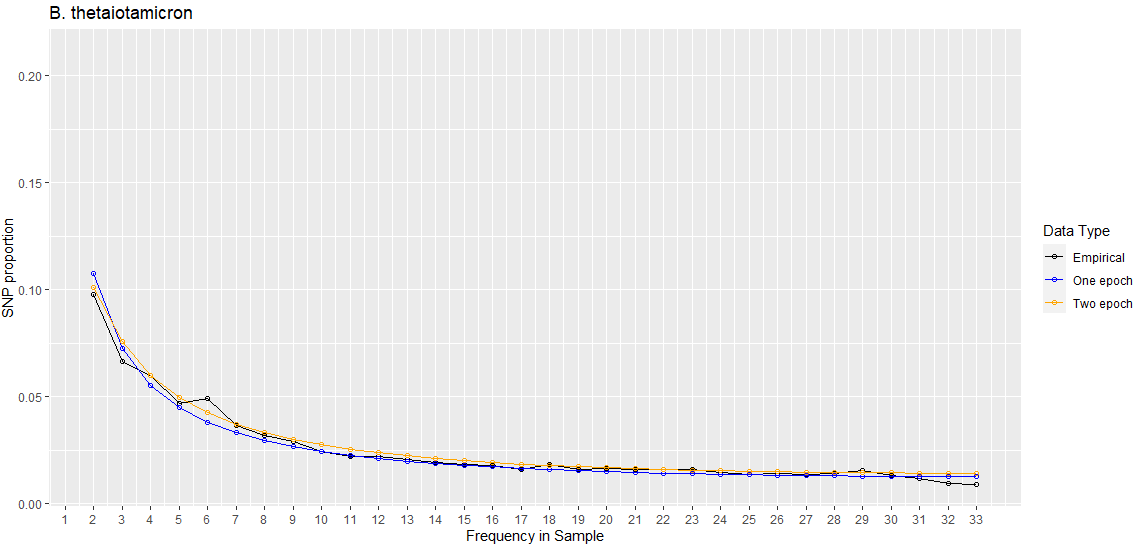 B. thetaiotamicron
SNP proportion
0.20
0.15
0.10
0.05
0.00
1 2 3 4 5 6 7 8 9 10 11 12 13 14 15 16 17 18 19 20 21 22 23 24 25 26 27 28 29 30 31 32 33
Frequency in Sample
Data Type
Empirical
One epoch
Two epoch